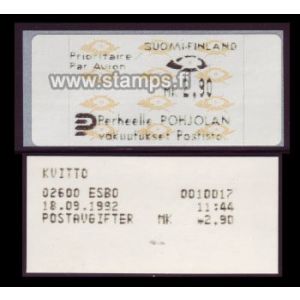 SUOMI-FINLAND
Prioritaire
Par Avion
www.stamps.fi
MK 2.90
Perheelle POHJOLAN
vakuutukset Postista
KVITTO
02600 ESBO 0010017
18.09.1992 11:44
POSTAVGIFTER MK *2.90